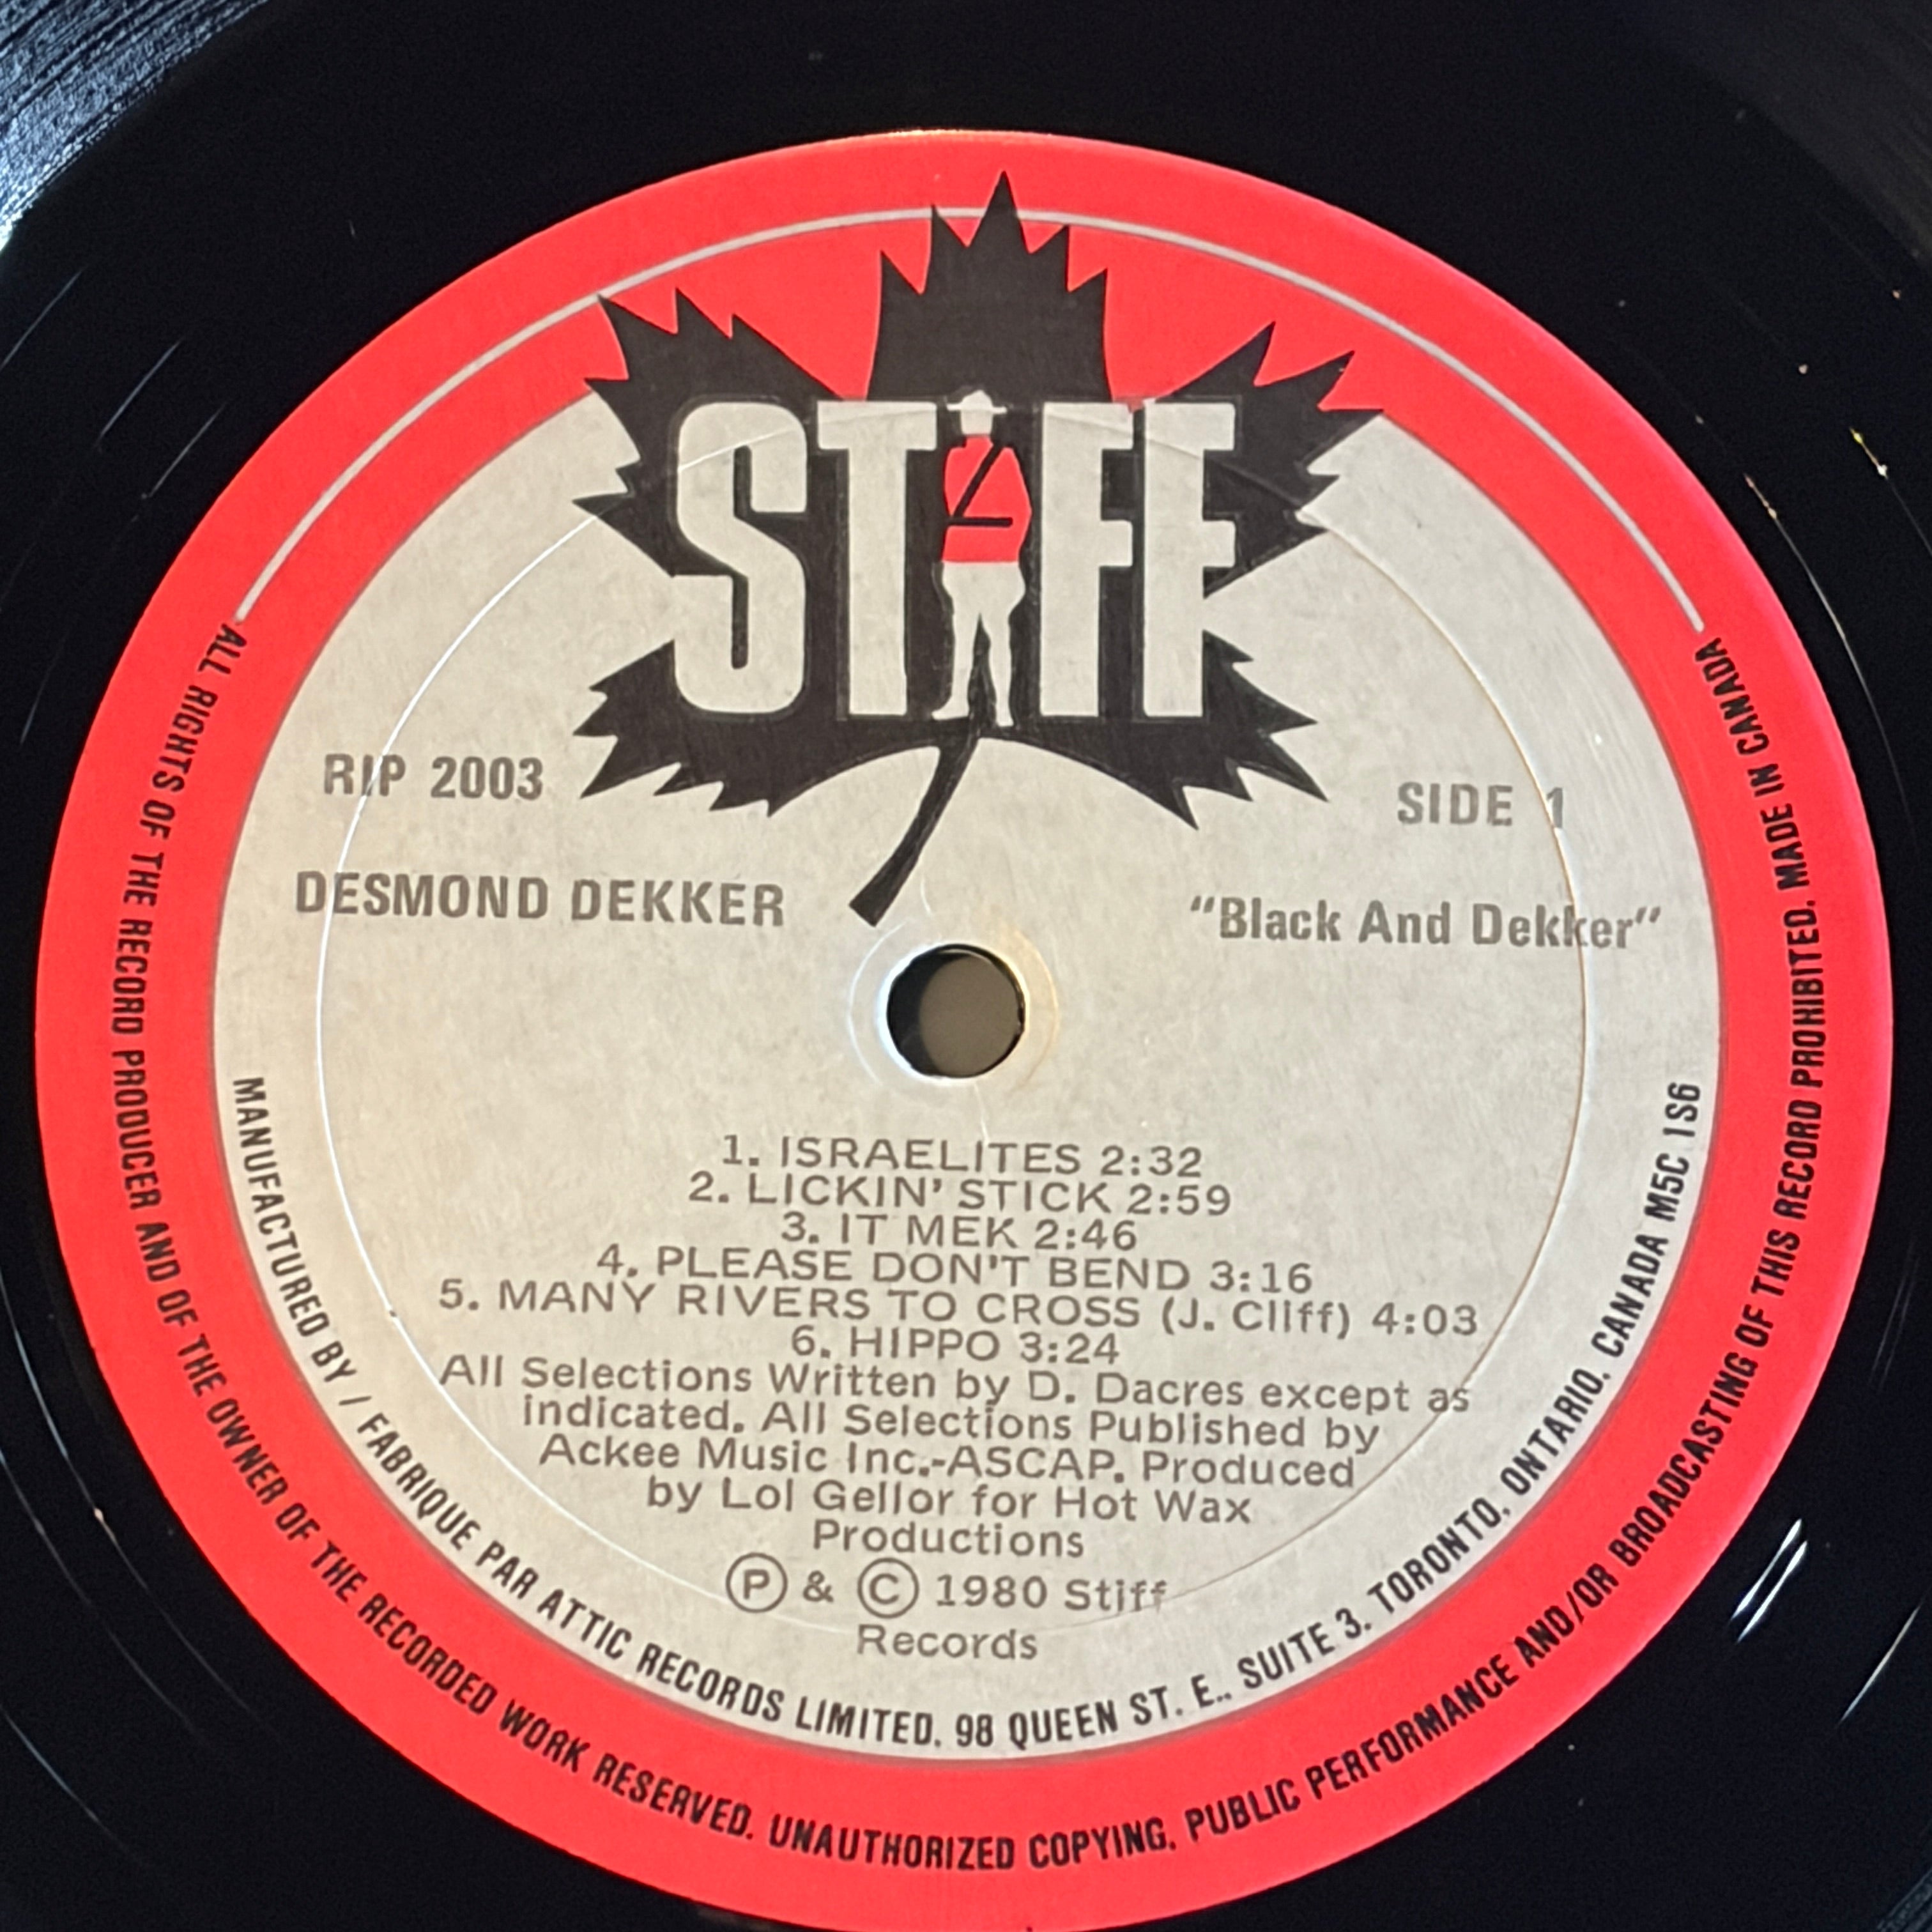 STIFF
RIP 2003
SIDE 1
DESMOND DEKKER
"Black And Dekker"
1. ISRAELITES 2:32
2. LICKIN' STICK 2:59
3. IT MEK 2:46
4. PLEASE DON'T BEND 3:16
5. MANY RIVERS TO CROSS (J. Cliff) 4:03
6. HIPPO 3:24
All Selections Written by D. Dacres except as
indicated. All Selections Published by
Ackee Music Inc.-ASCAP. Produced
by Lol Gellor for Hot Wax
Productions
Ⓟ & © 1980 Stiff
Records
MANUFACTURED BY / FABRIQUE PAR ATTIC RECORDS LIMITED, 98 QUEEN ST. E., SUITE 3, TORONTO, ONTARIO, CANADA M5C 1S6
ALL RIGHTS OF THE RECORD PRODUCER AND OF THE OWNER OF THE RECORDED WORK RESERVED. UNAUTHORIZED COPYING, PUBLIC PERFORMANCE AND/OR BROADCASTING OF THIS RECORD PROHIBITED. MADE IN CANADA